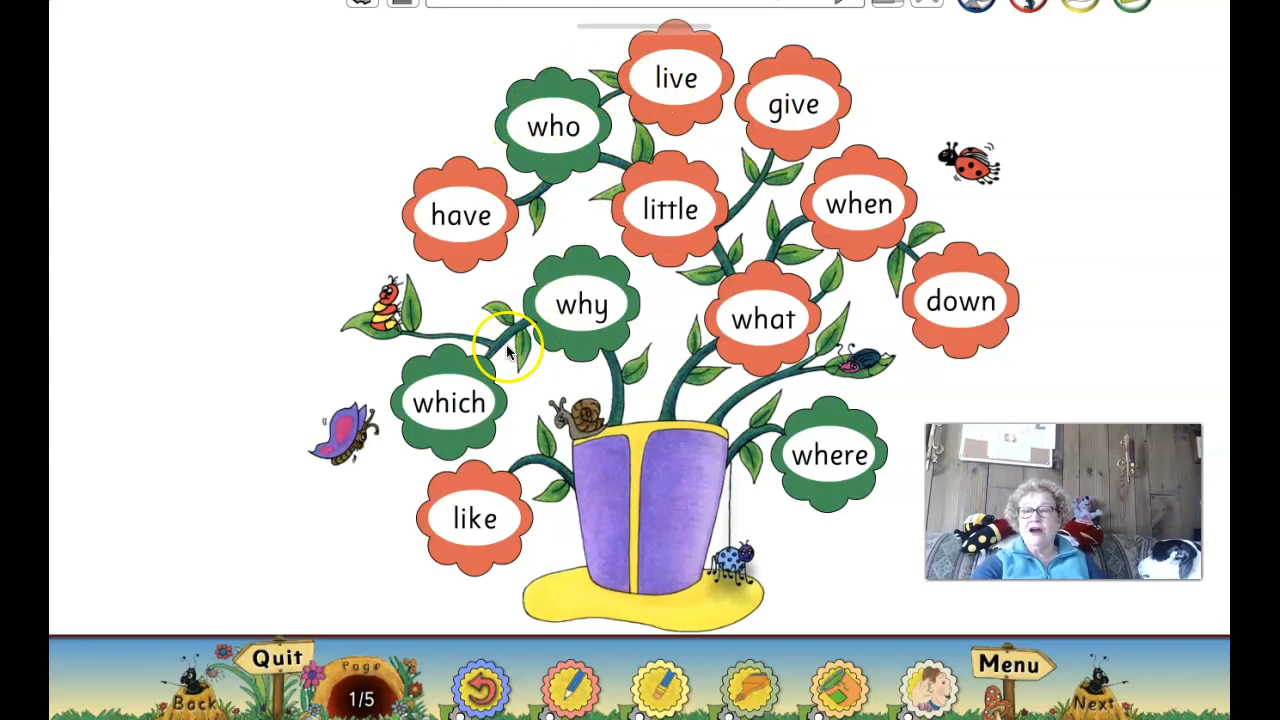 live
give
who
when
have
little
down
why
what
which
where
like
Quit
Page
1/5
Back
Menu
Next